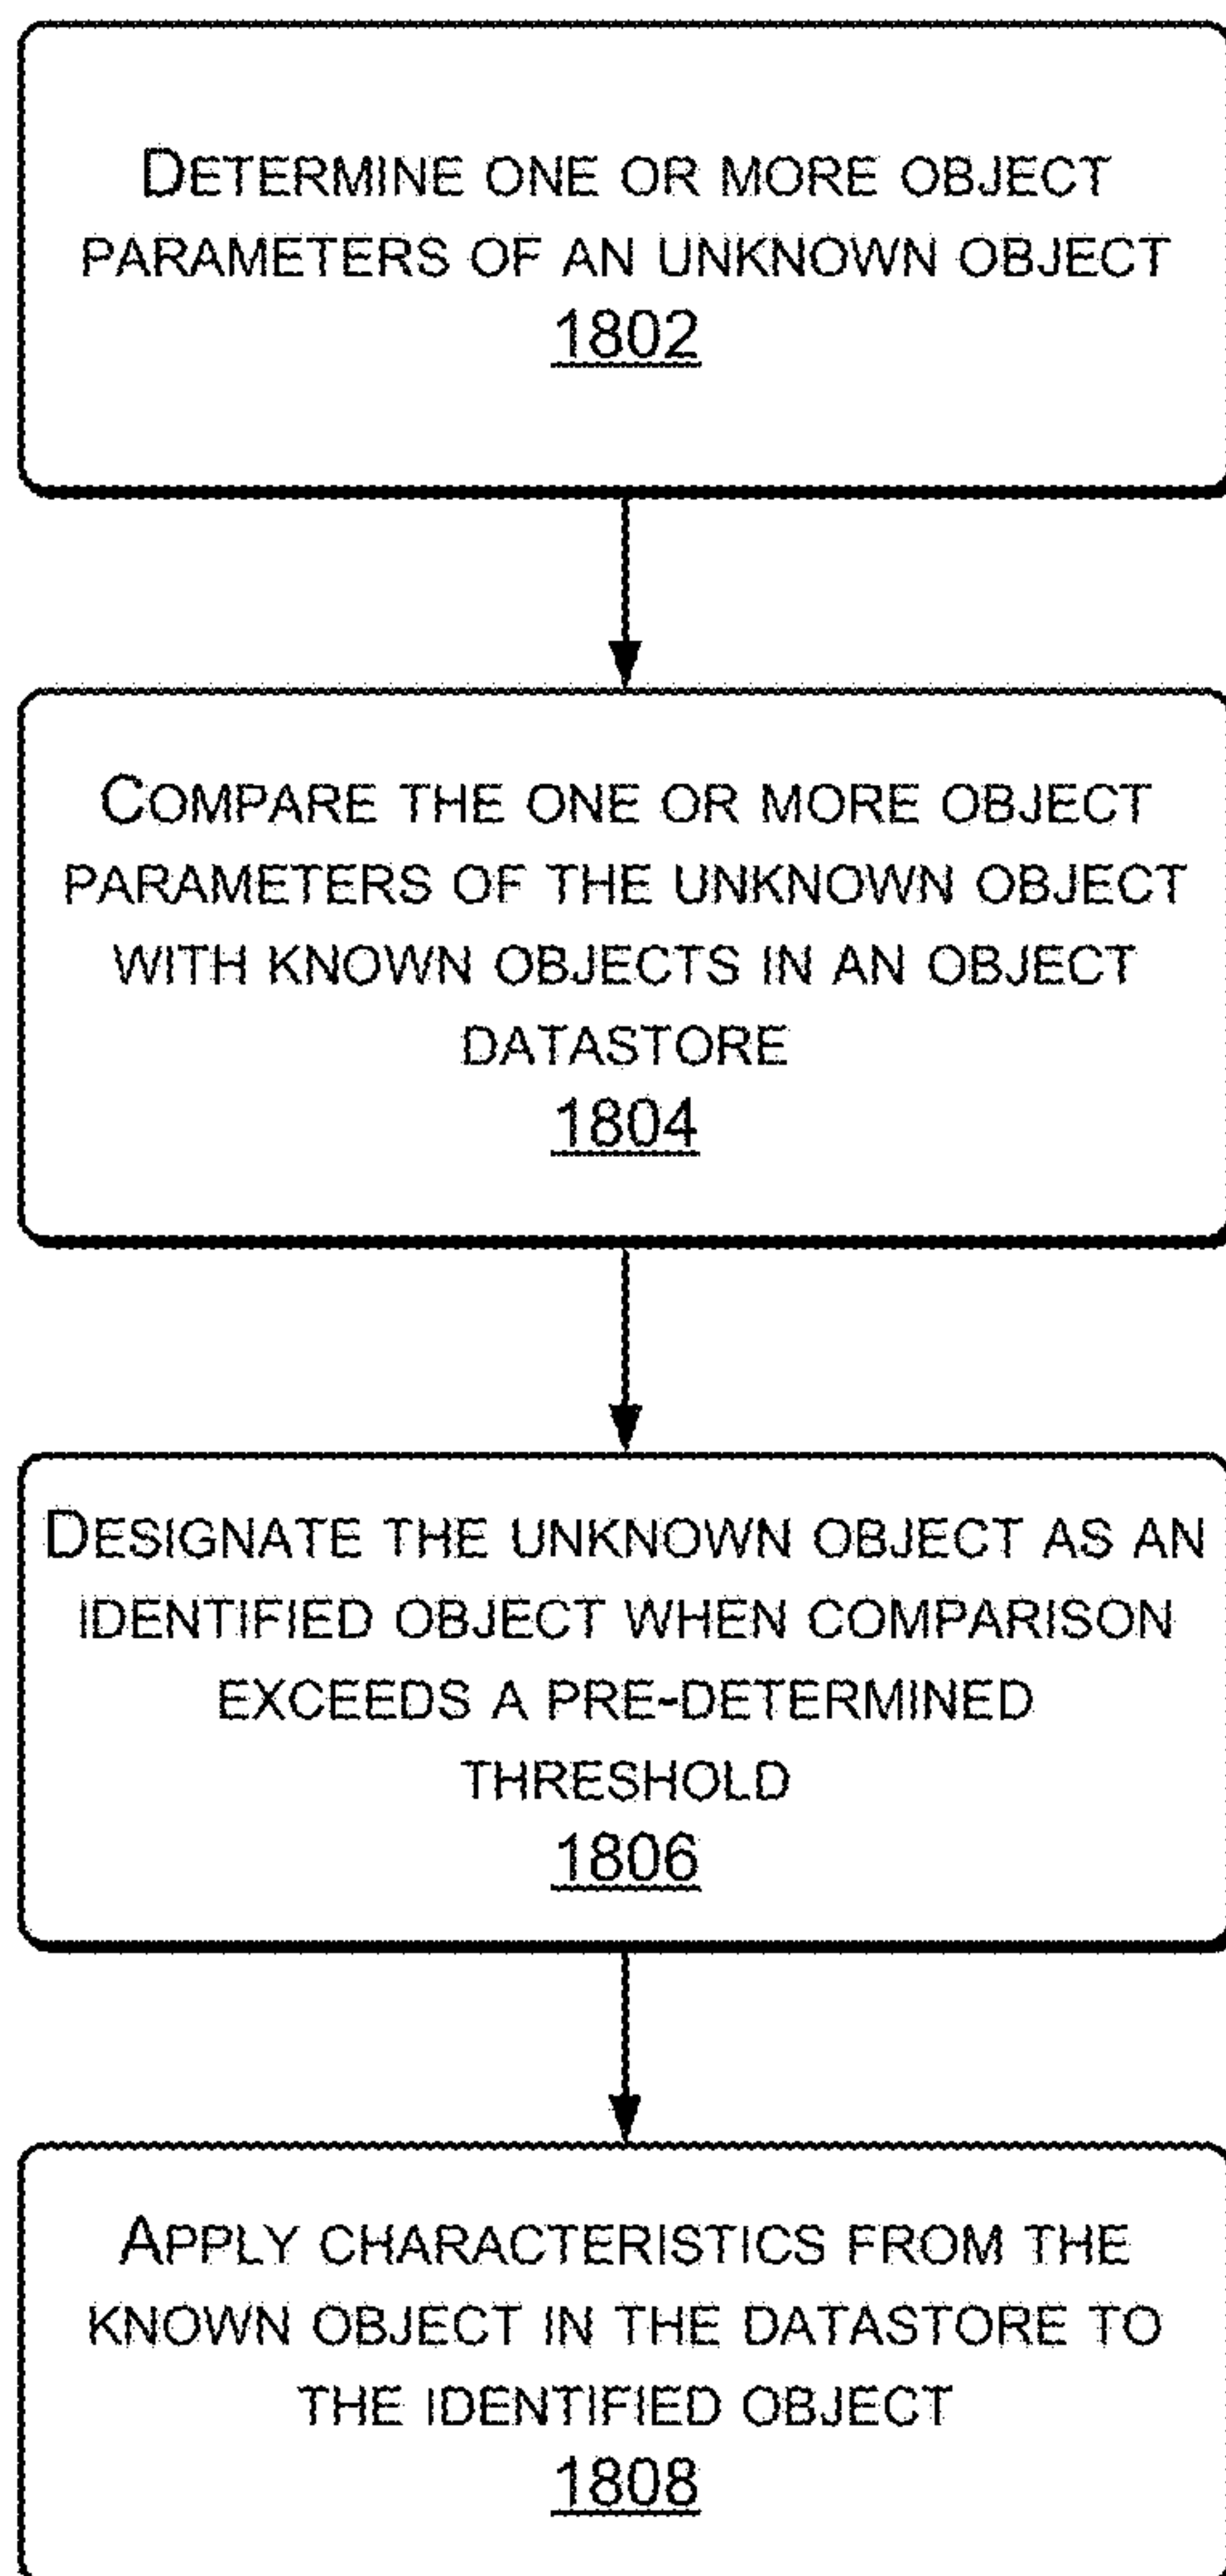 DETERMINE ONE OR MORE OBJECT
PARAMETERS OF AN UNKNOWN OBJECT
1802
COMPARE THE ONE OR MORE OBJECT
PARAMETERS OF THE UNKNOWN OBJECT
WITH KNOWN OBJECTS IN AN OBJECT
DATASTORE
1804
DESIGNATE THE UNKNOWN OBJECT AS AN
IDENTIFIED OBJECT WHEN COMPARISON
EXCEEDS A PRE-DETERMINED
THRESHOLD
1806
APPLY CHARACTERISTICS FROM THE
KNOWN OBJECT IN THE DATASTORE TO
THE IDENTIFIED OBJECT
1808